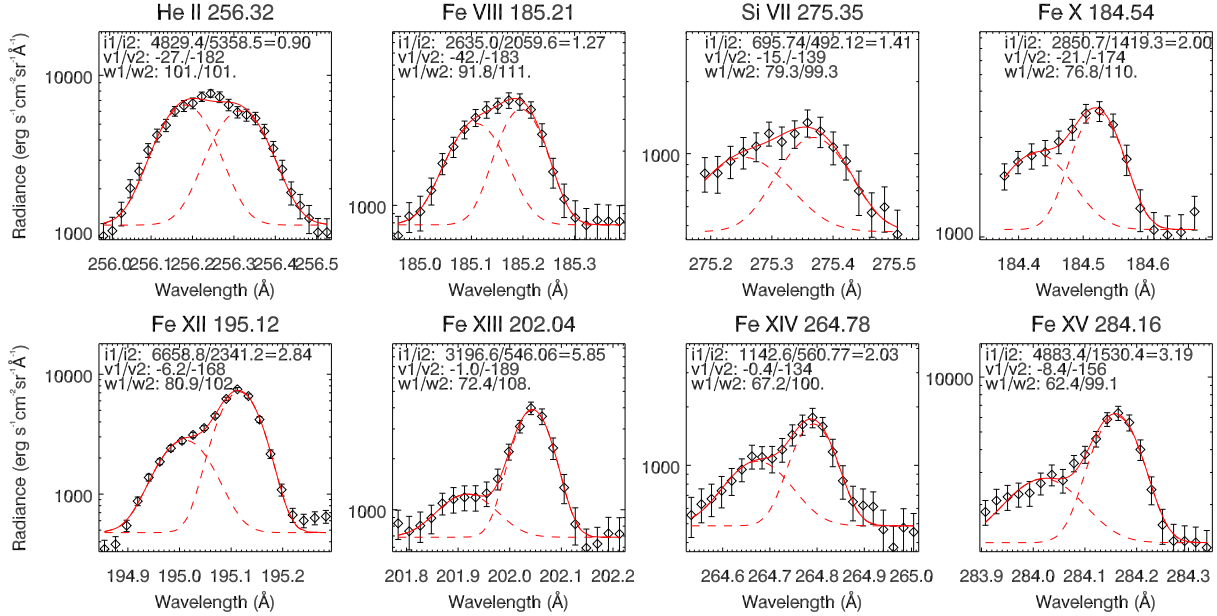 He II 256.32
i1/i2: 4829.4/5358.5=0.90
v1/v2: -27./-182
w1/w2: 101./101.
10000
1000
Radiance (erg s⁻¹cm⁻²sr⁻¹Å⁻¹)
256.0 256.1 256.2 256.3 256.4 256.5
Wavelength (Å)
Fe VIII 185.21
i1/i2: 2635.0/2059.6=1.27
v1/v2: -42./-183
w1/w2: 91.8/111.
1000
185.0 185.1 185.2 185.3
Wavelength (Å)
Si VII 275.35
i1/i2: 695.74/492.12=1.41
v1/v2: -15./-139
w1/w2: 79.3/99.3
1000
275.2 275.3 275.4 275.5
Wavelength (Å)
Fe X 184.54
i1/i2: 2850.7/1419.3=2.00
v1/v2: -21./-174
w1/w2: 76.8/110.
1000
184.4 184.5 184.6
Wavelength (Å)
Fe XII 195.12
i1/i2: 6658.8/2341.2=2.84
v1/v2: -6.2/-168
w1/w2: 80.9/102.
10000
1000
Radiance (erg s⁻¹cm⁻²sr⁻¹Å⁻¹)
194.9 195.0 195.1 195.2
Wavelength (Å)
Fe XIII 202.04
i1/i2: 3196.6/546.06=5.85
v1/v2: -1.0/-189
w1/w2: 72.4/108.
1000
201.8 201.9 202.0 202.1 202.2
Wavelength (Å)
Fe XIV 264.78
i1/i2: 1142.6/560.77=2.03
v1/v2: -0.4/-134
w1/w2: 67.2/100.
1000
264.6 264.7 264.8 264.9 265.0
Wavelength (Å)
Fe XV 284.16
i1/i2: 4883.4/1530.4=3.19
v1/v2: -8.4/-156
w1/w2: 62.4/99.1
10000
283.9 284.0 284.1 284.2 284.3
Wavelength (Å)